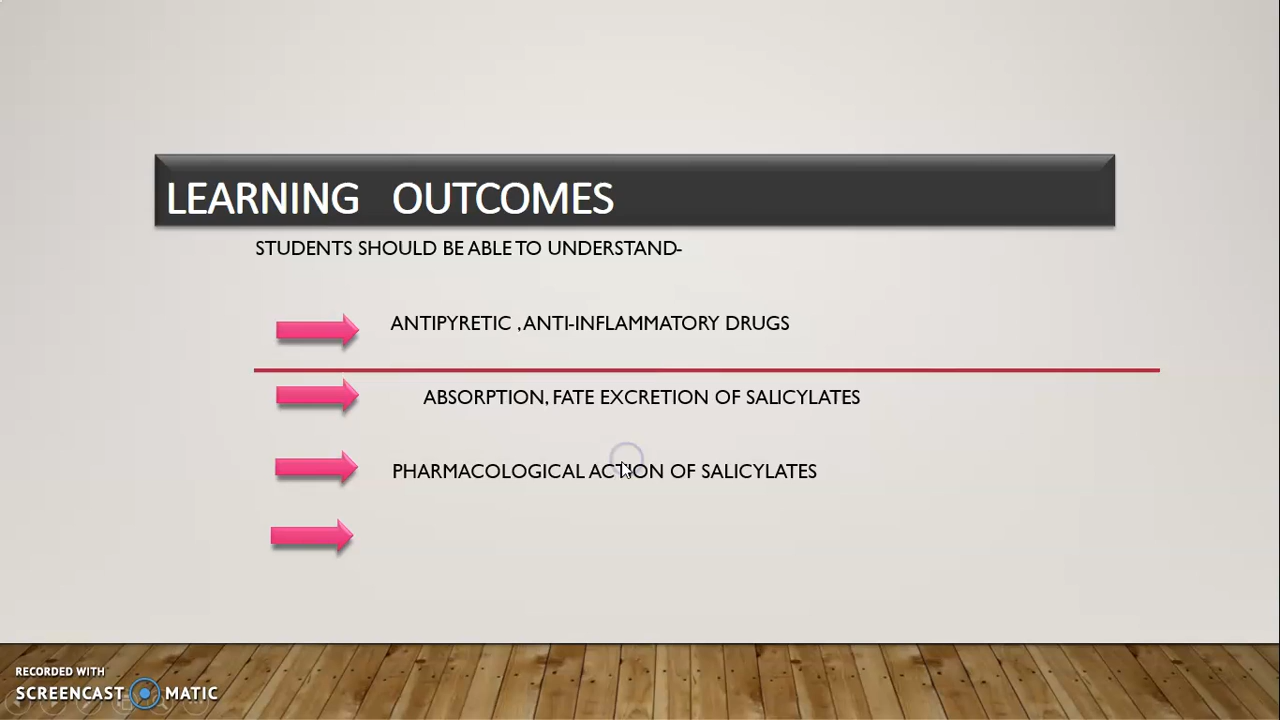 LEARNING OUTCOMES
STUDENTS SHOULD BE ABLE TO UNDERSTAND-
ANTIPYRETIC , ANTI-INFLAMMATORY DRUGS
ABSORPTION, FATE EXCRETION OF SALICYLATES
PHARMACOLOGICAL ACTION OF SALICYLATES
RECORDED WITH
SCREENCAST MATIC